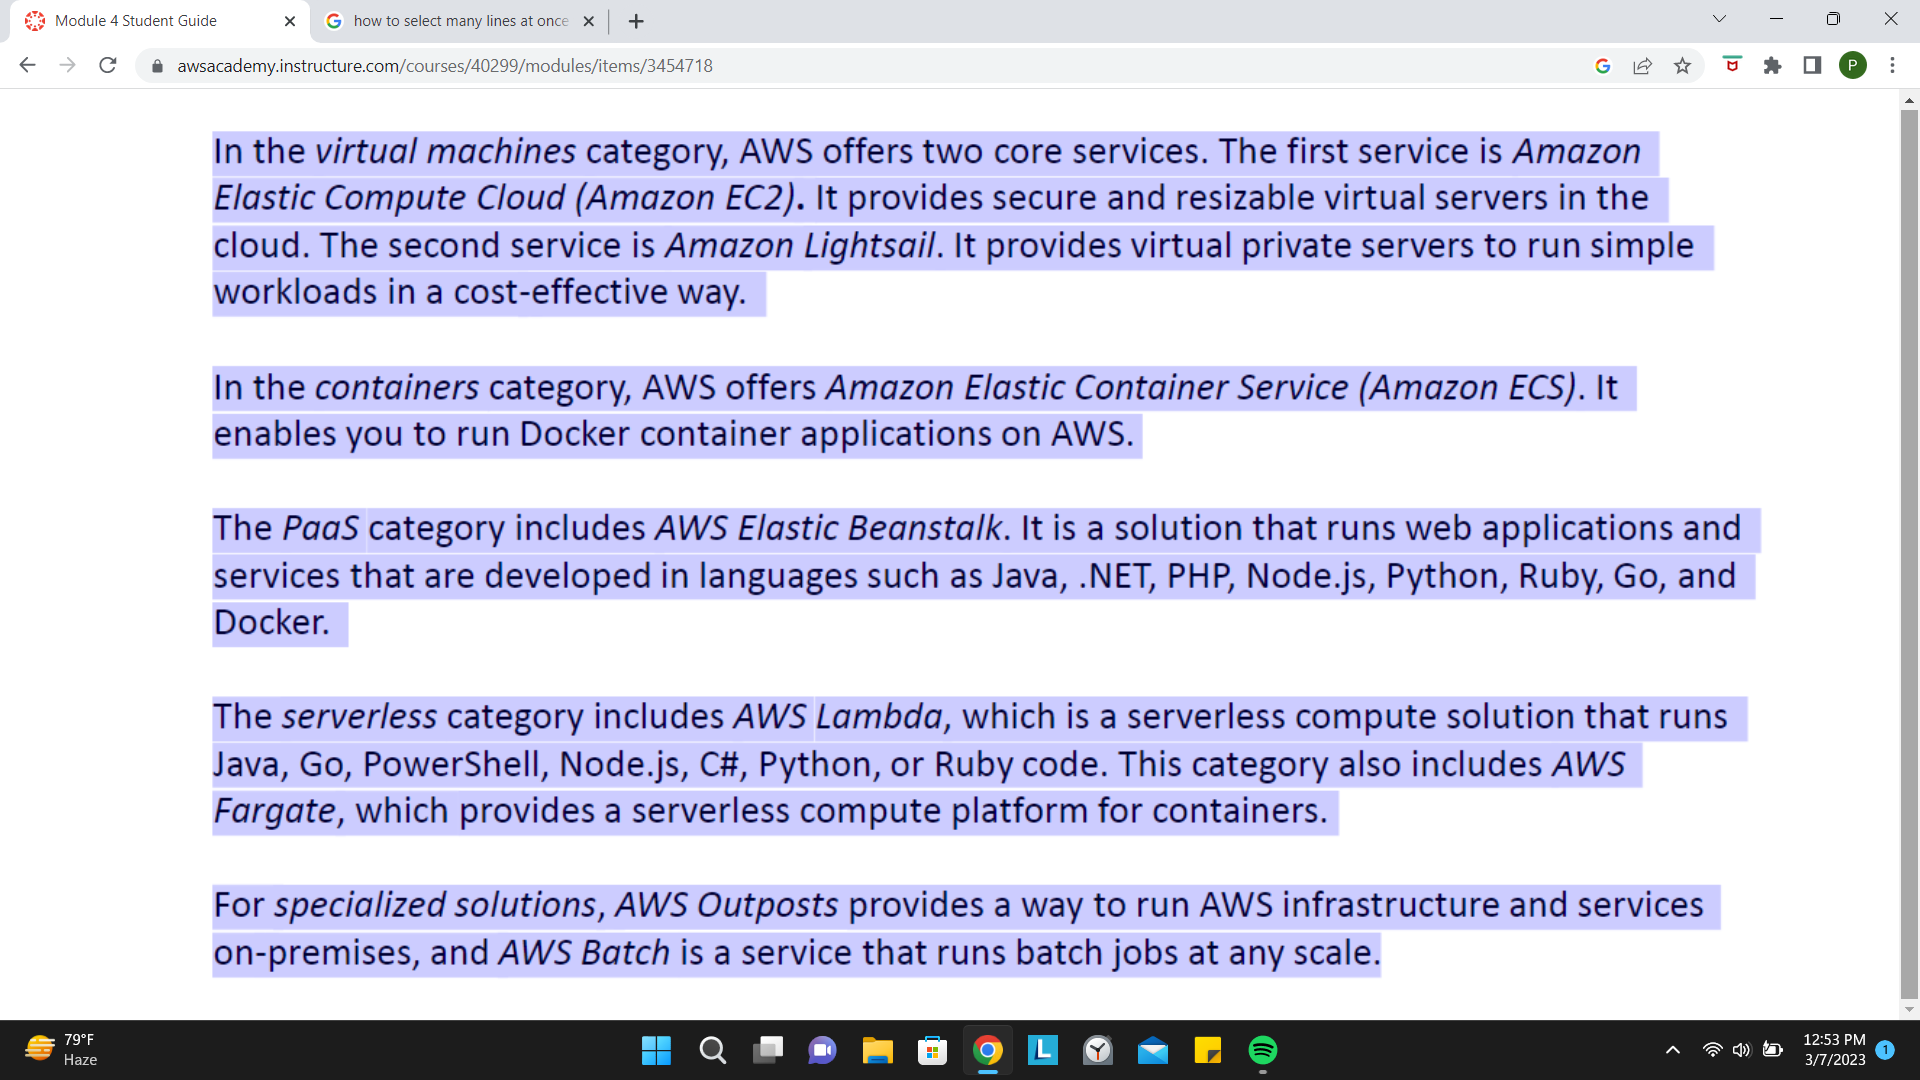 Module 4 Student Guide
how to select many lines at once
awsacademy.instructure.com/courses/40299/modules/items/3454718
P
In the virtual machines category, AWS offers two core services. The first service is Amazon
Elastic Compute Cloud (Amazon EC2). It provides secure and resizable virtual servers in the
cloud. The second service is Amazon Lightsail. It provides virtual private servers to run simple
workloads in a cost-effective way.
In the containers category, AWS offers Amazon Elastic Container Service (Amazon ECS). It
enables you to run Docker container applications on AWS.
The PaaS category includes AWS Elastic Beanstalk. It is a solution that runs web applications and
services that are developed in languages such as Java, .NET, PHP, Node.js, Python, Ruby, Go, and
Docker.
The serverless category includes AWS Lambda, which is a serverless compute solution that runs
Java, Go, PowerShell, Node.js, C#, Python, or Ruby code. This category also includes AWS
Fargate, which provides a serverless compute platform for containers.
For specialized solutions, AWS Outposts provides a way to run AWS infrastructure and services
on-premises, and AWS Batch is a service that runs batch jobs at any scale.
79°F
Haze
L
12:53 PM
3/7/2023
1